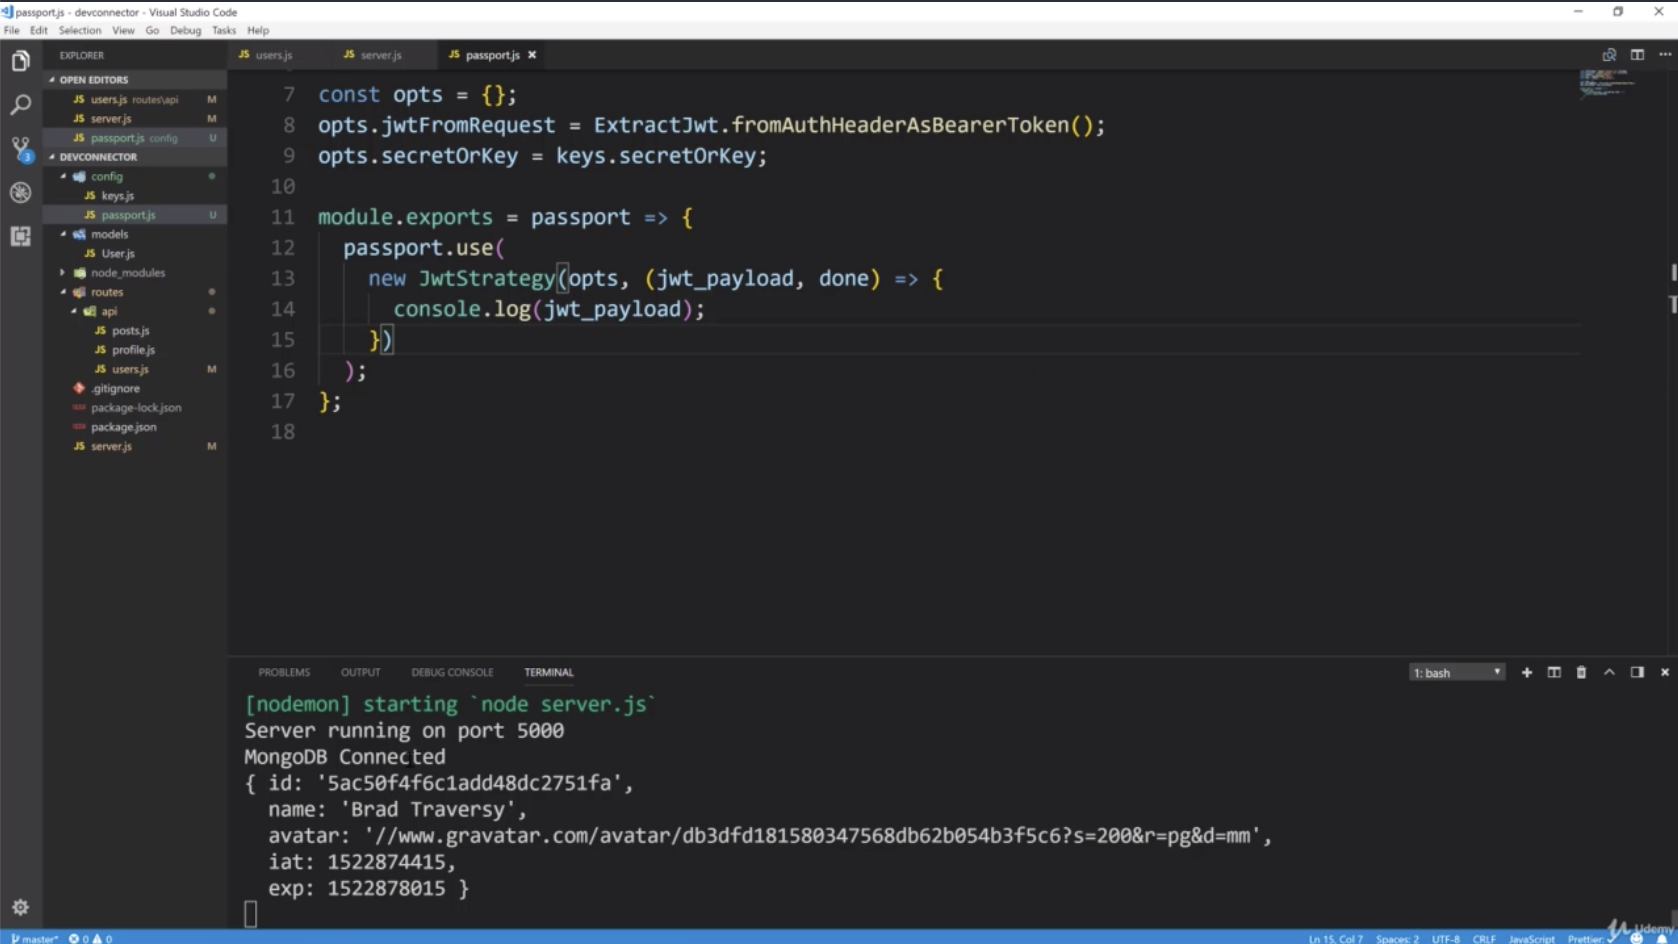 passport.js - devconnector - Visual Studio Code
File Edit Selection View Go Debug Tasks Help
EXPLORER
JS users.js JS server.js JS passport.js
OPEN EDITORS
JS users.js routes\api M
JS server.js M
JS passport.js config U
DEVCONNECTOR
config
JS keys.js
JS passport.js U
models
JS User.js
node_modules
routes
api
JS posts.js
JS profile.js
JS users.js M
.gitignore
package-lock.json
package.json
JS server.js M
3
7 const opts = {};
8 opts.jwtFromRequest = ExtractJwt.fromAuthHeaderAsBearerToken();
9 opts.secretOrKey = keys.secretOrKey;
10
11 module.exports = passport => {
12 passport.use(
13 new JwtStrategy(opts, (jwt_payload, done) => {
14 console.log(jwt_payload);
15 })
16 );
17 };
18
PROBLEMS OUTPUT DEBUG CONSOLE TERMINAL 1: bash
[nodemon] starting `node server.js`
Server running on port 5000
MongoDB Connected
{ id: '5ac50f4f6c1add48dc2751fa',
name: 'Brad Traversy',
avatar: '//www.gravatar.com/avatar/db3dfd181580347568db62b054b3f5c6?s=200&r=pg&d=mm',
iat: 1522874415,
exp: 1522878015 }
master* 0 0 Ln 15, Col 7 Spaces: 2 UTF-8 CRLF JavaScript Prettier
Udemy